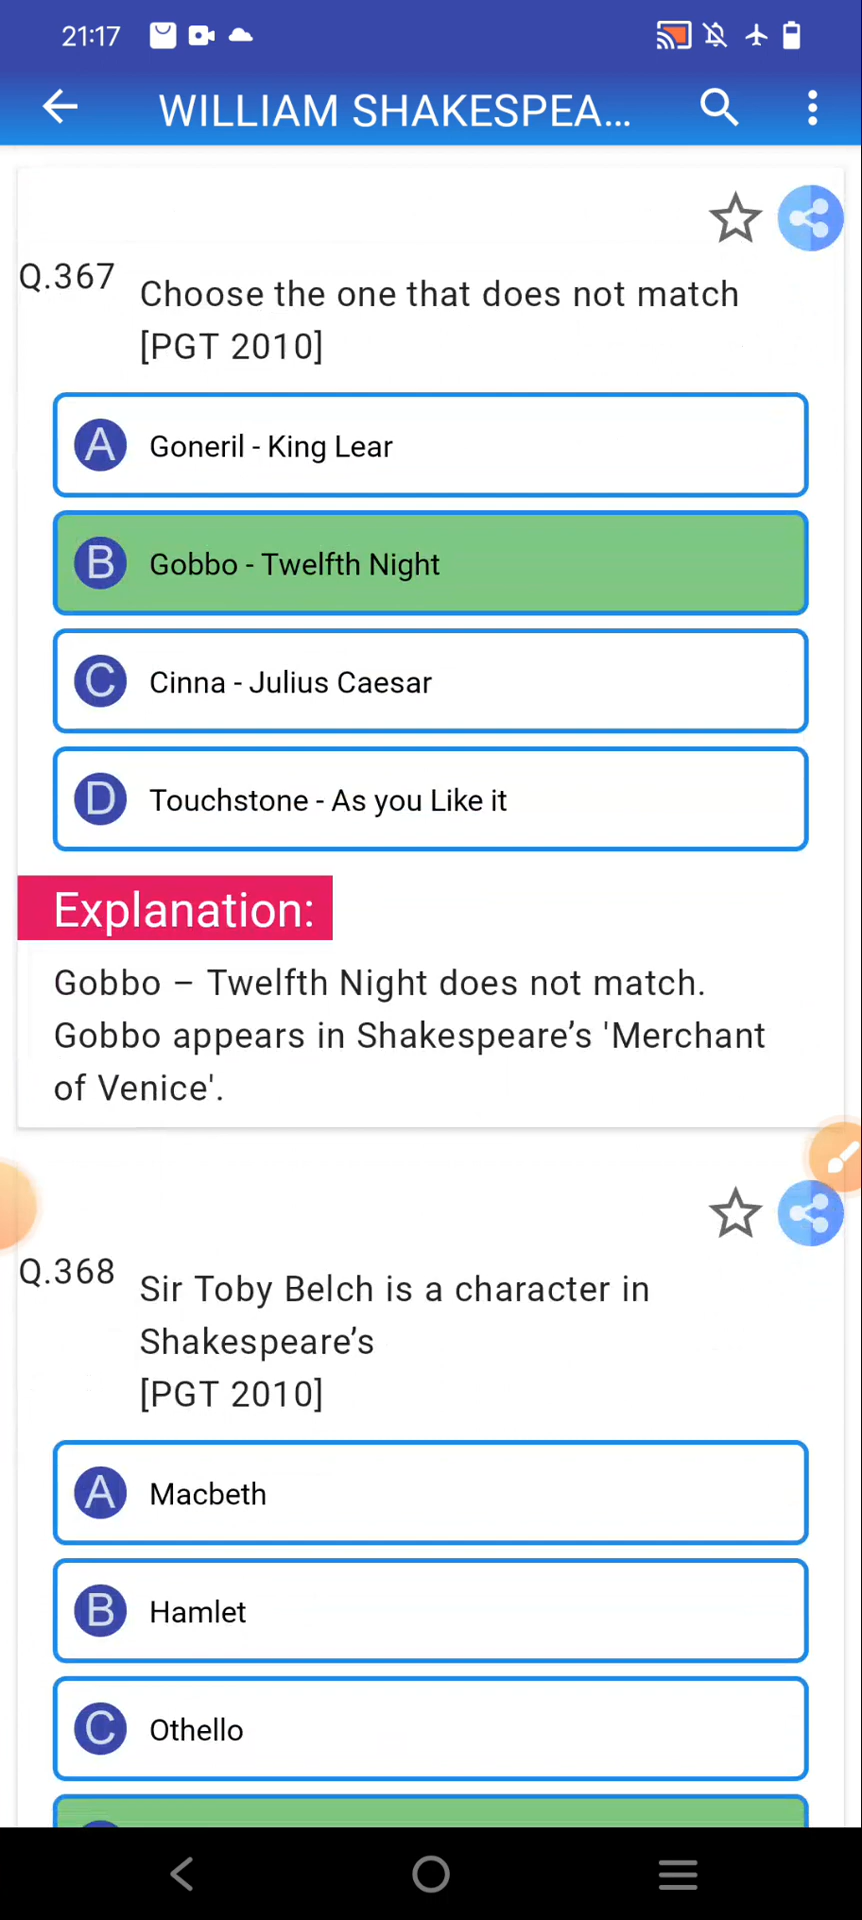 21:17
WILLIAM SHAKESPEA...
Q.367
Choose the one that does not match
[PGT 2010]
A Goneril - King Lear
B Gobbo - Twelfth Night
C Cinna - Julius Caesar
D Touchstone - As you Like it
Explanation:
Gobbo – Twelfth Night does not match.
Gobbo appears in Shakespeare’s 'Merchant
of Venice'.
Q.368
Sir Toby Belch is a character in
Shakespeare’s
[PGT 2010]
A Macbeth
B Hamlet
C Othello